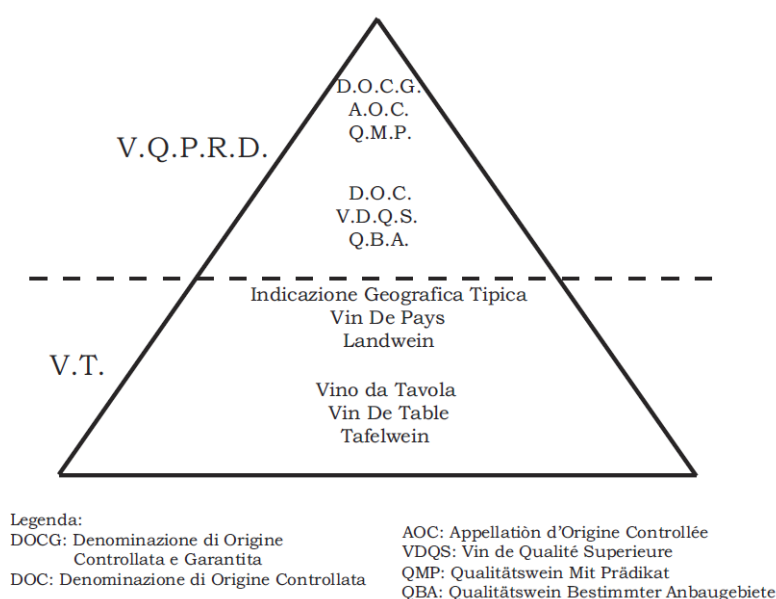 D.O.C.G.
A.O.C.
Q.M.P.
V.Q.P.R.D.
D.O.C.
V.D.Q.S.
Q.B.A.
Indicazione Geografica Tipica
Vin De Pays
Landwein
V.T.
Vino da Tavola
Vin De Table
Tafelwein
Legenda:
DOCG: Denominazione di Origine
Controllata e Garantita
DOC: Denominazione di Origine Controllata
AOC: Appellatiòn d'Origine Controllée
VDQS: Vin de Qualité Superieure
QMP: Qualitätswein Mit Prädikat
QBA: Qualitätswein Bestimmter Anbaugebiete